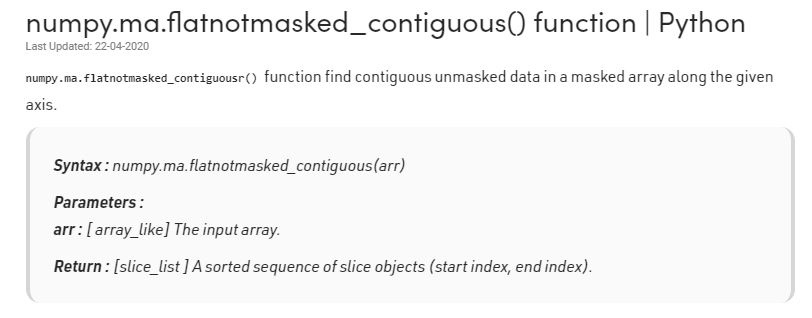 numpy.ma.flatnotmasked_contiguous() function | Python
Last Updated: 22-04-2020
numpy.ma.flatnotmasked_contiguousr() function find contiguous unmasked data in a masked array along the given
axis.
Syntax : numpy.ma.flatnotmasked_contiguous(arr)
Parameters :
arr : [ array_like] The input array.
Return : [slice_list ] A sorted sequence of slice objects (start index, end index).